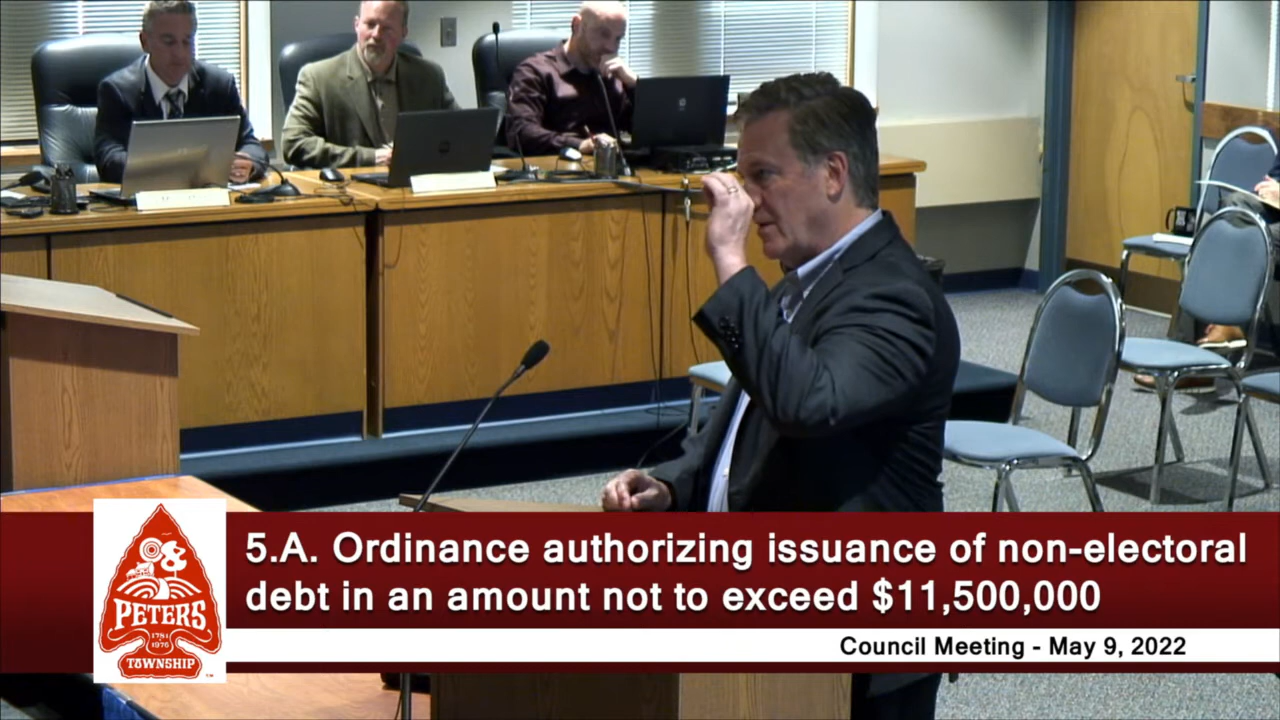 5.A. Ordinance authorizing issuance of non-electoral
debt in an amount not to exceed $11,500,000
Council Meeting - May 9, 2022
PETERS
1781
1976
TOWNSHIP